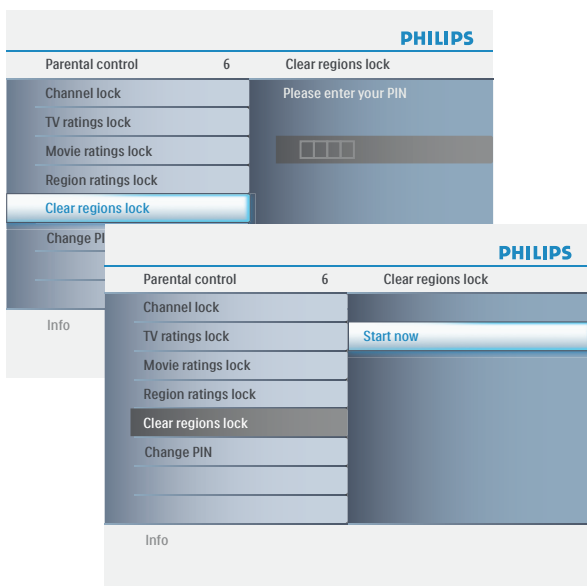 PHILIPS
Parental control 6 Clear regions lock
Channel lock Please enter your PIN
TV ratings lock
Movie ratings lock
Region ratings lock
Clear regions lock
Change PI
Info
PHILIPS
Parental control 6 Clear regions lock
Channel lock
TV ratings lock Start now
Movie ratings lock
Region ratings lock
Clear regions lock
Change PIN
Info